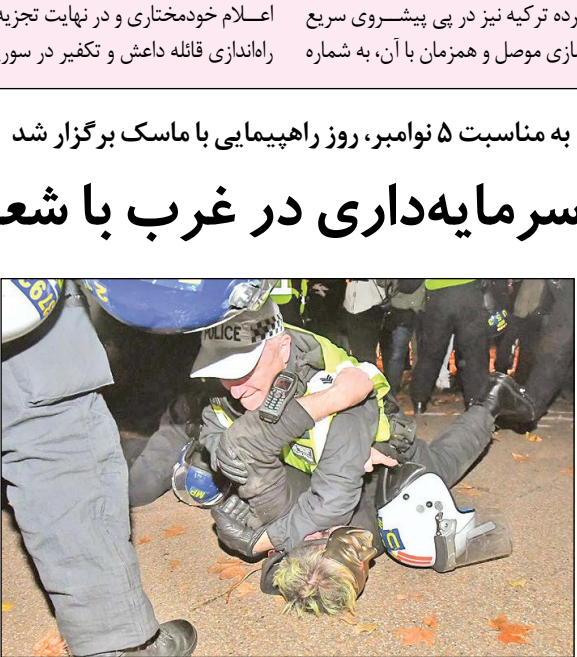 رده ترکیه نیز در پی پیشــروی سریع
ازی موصل و همزمان با آن، به شماره
اعــلام خودمختاری و در نهایت تجزیه
راه‌اندازی قائله داعش و تکفیر در سور
به مناسبت ۵ نوامبر، روز راهپیمایی با ماسک برگزار شد
سرمایه‌داری در غرب با شع
POLICE
MP